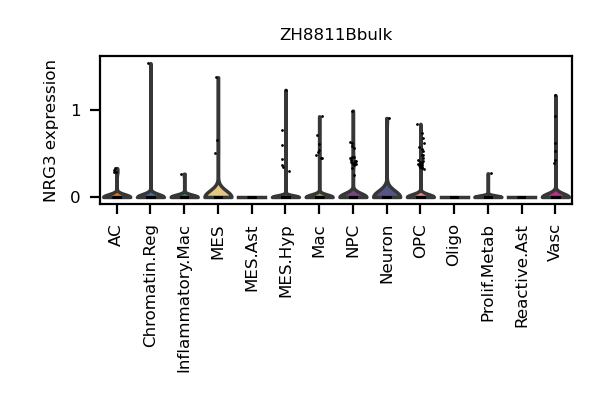 ZH8811Bbulk
NRG3 expression
1
0
AC
Chromatin.Reg
Inflammatory.Mac
MES
MES.Ast
MES.Hyp
Mac
NPC
Neuron
OPC
Oligo
Prolif.Metab
Reactive.Ast
Vasc